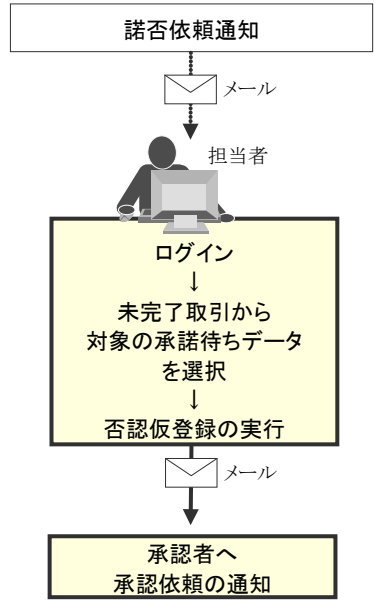 諾否依頼通知
メール
担当者
ログイン
↓
未完了取引から
対象の承諾待ちデータ
を選択
↓
否認仮登録の実行
メール
承認者へ
承認依頼の通知